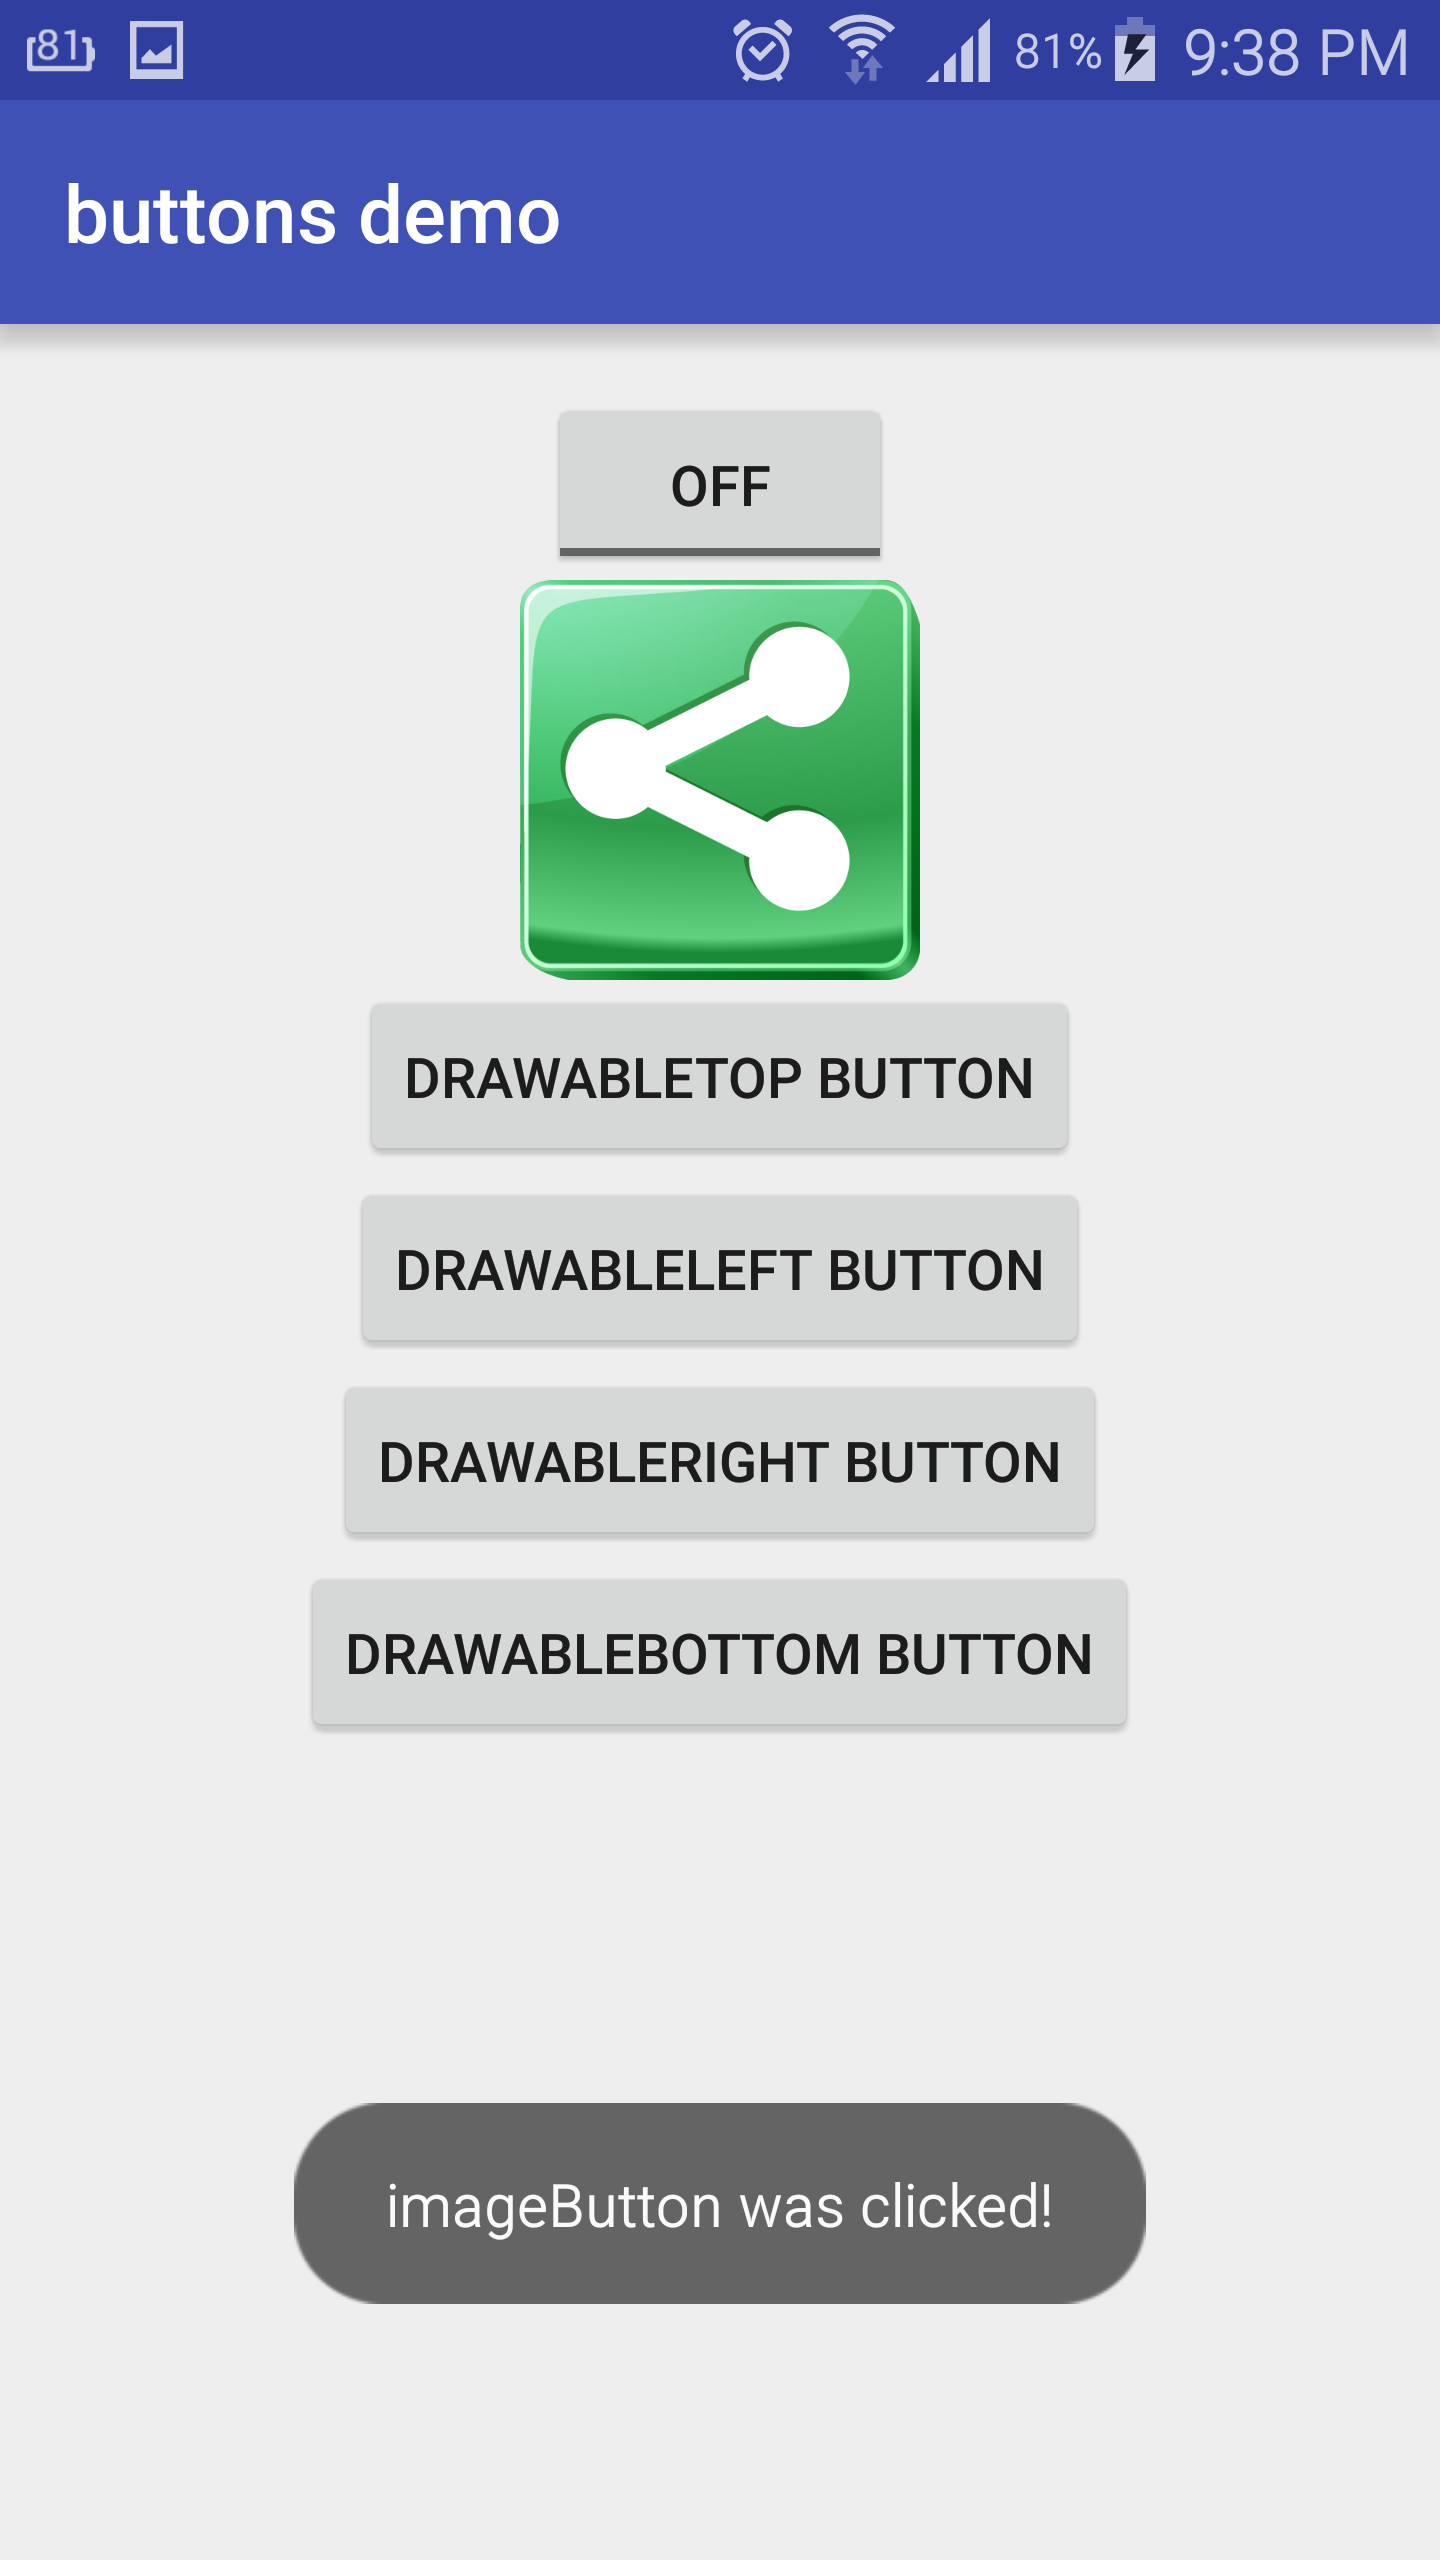 81
81% 9:38 PM
buttons demo
OFF
DRAWABLETOP BUTTON
DRAWABLELEFT BUTTON
DRAWABLERIGHT BUTTON
DRAWABLEBOTTOM BUTTON
imageButton was clicked!